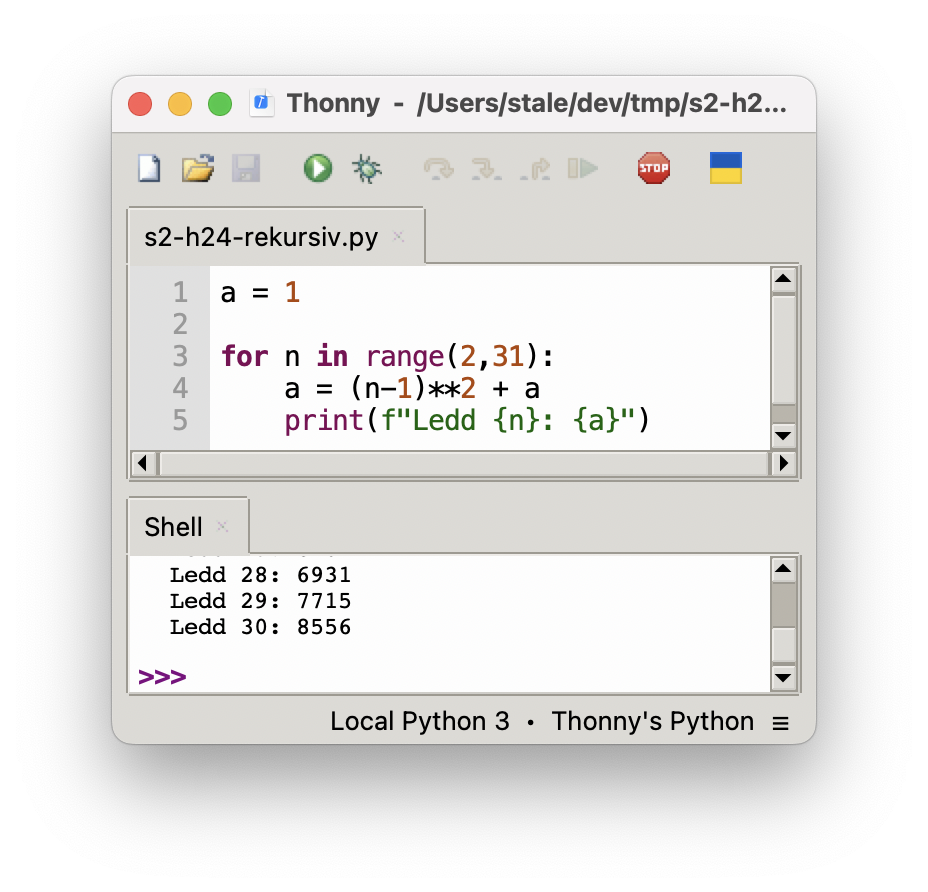 Thonny - /Users/stale/dev/tmp/s2-h2...
STOP
s2-h24-rekursiv.py
1 a = 1
2
3 for n in range(2,31):
4     a = (n-1)**2 + a
5     print(f"Ledd {n}: {a}")
Shell
Ledd 28: 6931
Ledd 29: 7715
Ledd 30: 8556
>>>
Local Python 3 • Thonny's Python ≡